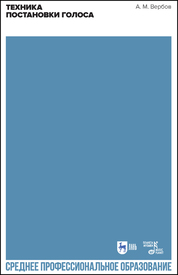 ТЕХНИКА
ПОСТАНОВКИ ГОЛОСА
А. М. Вербов
СРЕДНЕЕ ПРОФЕССИОНАЛЬНОЕ ОБРАЗОВАНИЕ